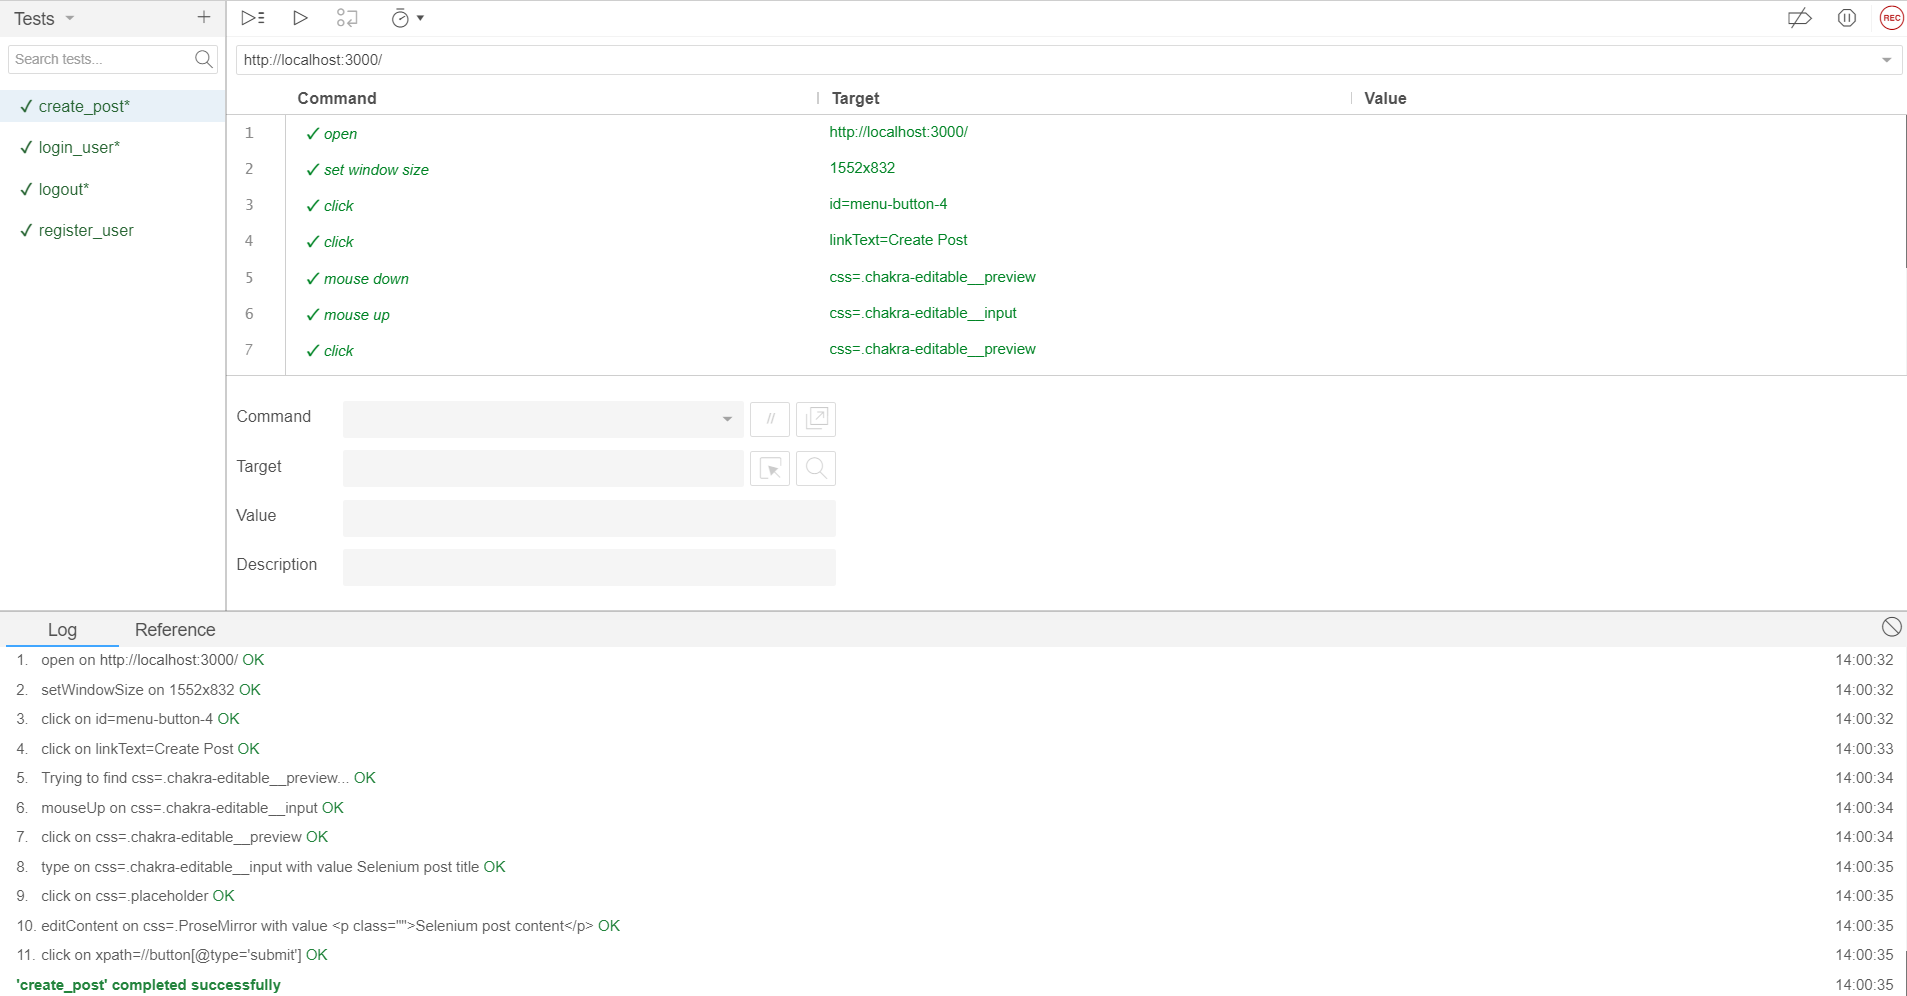 Tests
Search tests...
✓ create_post*
✓ login_user*
✓ logout*
✓ register_user
REC
http://localhost:3000/
Command Target Value
1 ✓ open http://localhost:3000/
2 ✓ set window size 1552x832
3 ✓ click id=menu-button-4
4 ✓ click linkText=Create Post
5 ✓ mouse down css=.chakra-editable__preview
6 ✓ mouse up css=.chakra-editable__input
7 ✓ click css=.chakra-editable__preview
Command //
Target
Value
Description
Log Reference
1. open on http://localhost:3000/ OK 14:00:32
2. setWindowSize on 1552x832 OK 14:00:32
3. click on id=menu-button-4 OK 14:00:32
4. click on linkText=Create Post OK 14:00:33
5. Trying to find css=.chakra-editable__preview... OK 14:00:34
6. mouseUp on css=.chakra-editable__input OK 14:00:34
7. click on css=.chakra-editable__preview OK 14:00:34
8. type on css=.chakra-editable__input with value Selenium post title OK 14:00:35
9. click on css=.placeholder OK 14:00:35
10. editContent on css=.ProseMirror with value <p class="">Selenium post content</p> OK 14:00:35
11. click on xpath=//button[@type='submit'] OK 14:00:35
'create_post' completed successfully 14:00:35